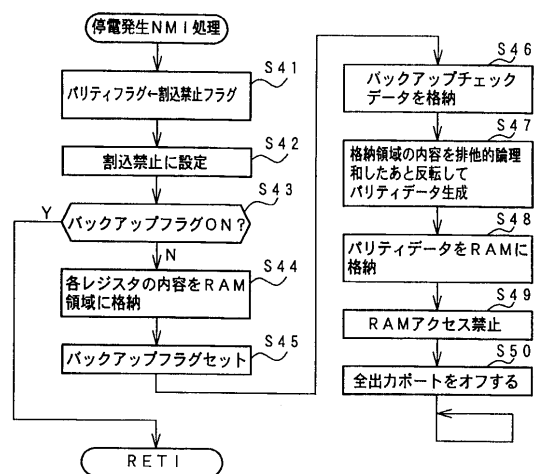 停電発生NMI処理
S41
パリティフラグ←割込禁止フラグ
S42
割込禁止に設定
S43
バックアップフラグON?
Y
N
S44
各レジスタの内容をRAM
領域に格納
S45
バックアップフラグセット
RETI
S46
バックアップチェック
データを格納
S47
格納領域の内容を排他的論理
和したあと反転して
パリティデータ生成
S48
パリティデータをRAMに
格納
S49
RAMアクセス禁止
S50
全出力ポートをオフする